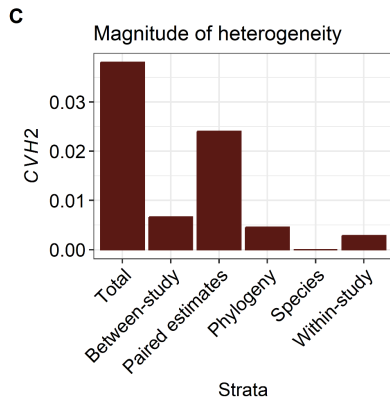 C
Magnitude of heterogeneity
CVH2
0.03
0.02
0.01
0.00
Total
Between-study
Paired estimates
Phylogeny
Species
Within-study
Strata